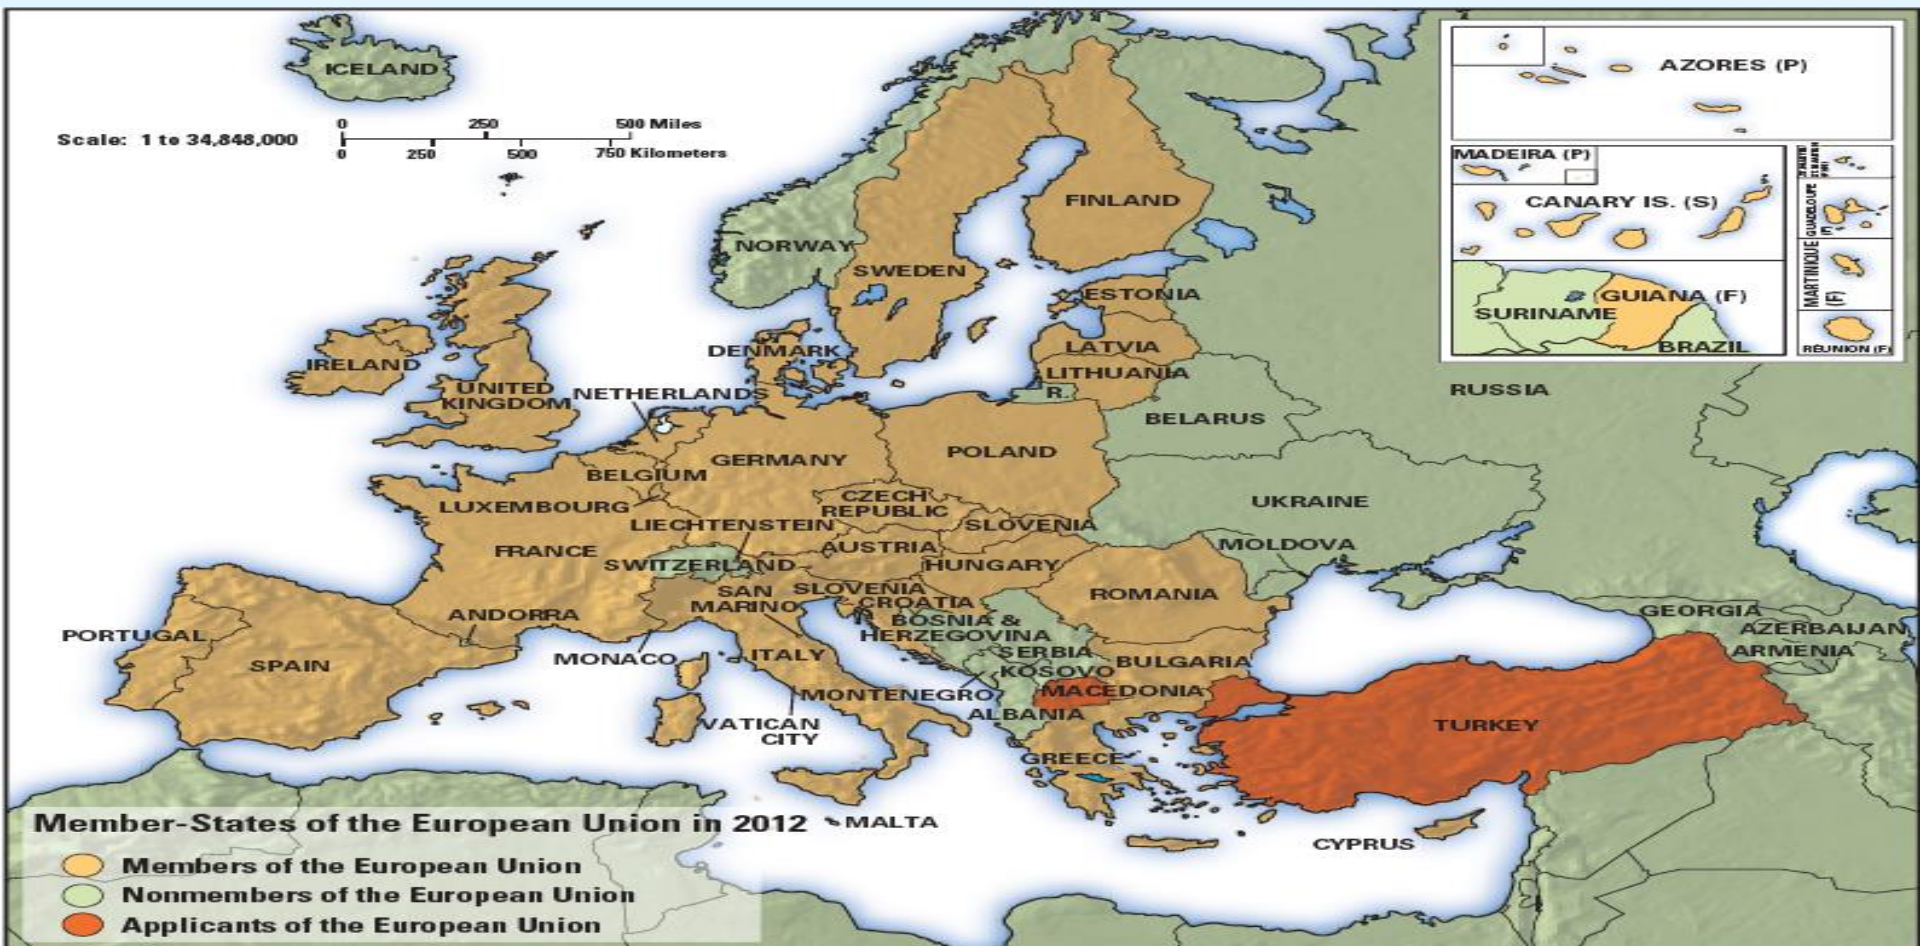 ICELAND
Scale: 1 to 34,848,000
0 250 500 Miles
0 250 500 750 Kilometers
AZORES (P)
MADEIRA (P)
CANARY IS. (S)
GUADELOUPE
(F)
MARTINIQUE
(F)
GUIANA (F)
SURINAME
BRAZIL
RÉUNION (F)
FINLAND
NORWAY
SWEDEN
ESTONIA
DENMARK
LATVIA
IRELAND
LITHUANIA
UNITED
KINGDOM
NETHERLANDS
R.
RUSSIA
BELARUS
POLAND
GERMANY
BELGIUM
LUXEMBOURG
CZECH
REPUBLIC
UKRAINE
LIECHTENSTEIN
SLOVENIA
FRANCE
AUSTRIA
MOLDOVA
SWITZERLAND
HUNGARY
SAN
MARINO
SLOVENIA
CROATIA
ROMANIA
ANDORRA
BOSNIA &
HERZEGOVINA
GEORGIA
AZERBAIJAN
PORTUGAL
SPAIN
MONACO
ITALY
SERBIA
ARMENIA
KOSOVO
BULGARIA
MONTENEGRO
MACEDONIA
ALBANIA
VATICAN
CITY
TURKEY
GREECE
Member-States of the European Union in 2012
MALTA
CYPRUS
Members of the European Union
Nonmembers of the European Union
Applicants of the European Union